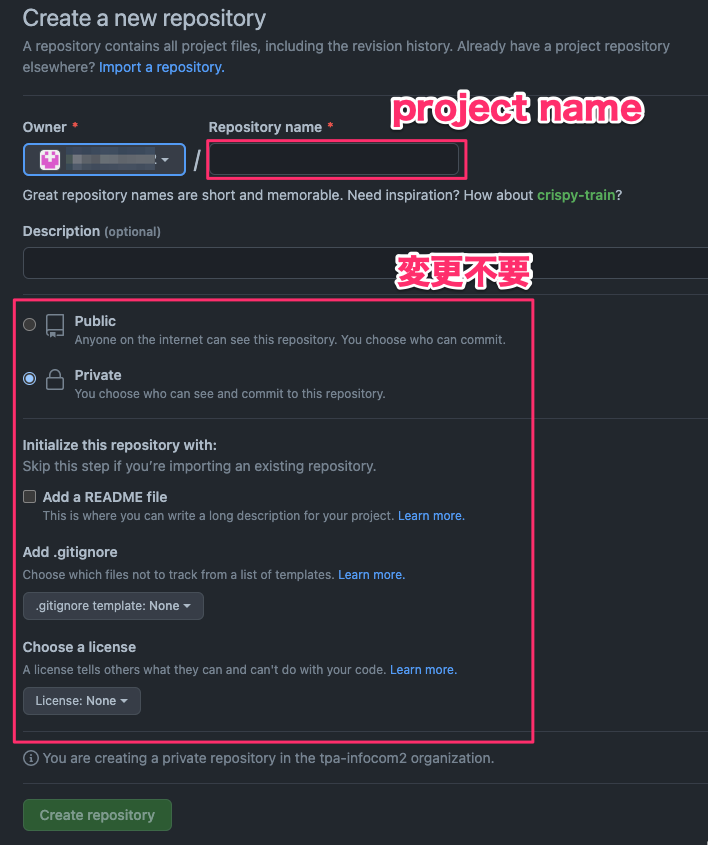 Create a new repository
A repository contains all project files, including the revision history. Already have a project repository
elsewhere? Import a repository.
project name
Owner *
Repository name *
/
Great repository names are short and memorable. Need inspiration? How about crispy-train?
Description (optional)
変更不要
Public
Anyone on the internet can see this repository. You choose who can commit.
Private
You choose who can see and commit to this repository.
Initialize this repository with:
Skip this step if you're importing an existing repository.
Add a README file
This is where you can write a long description for your project. Learn more.
Add .gitignore
Choose which files not to track from a list of templates. Learn more.
.gitignore template: None
Choose a license
A license tells others what they can and can't do with your code. Learn more.
License: None
You are creating a private repository in the tpa-infocom2 organization.
Create repository